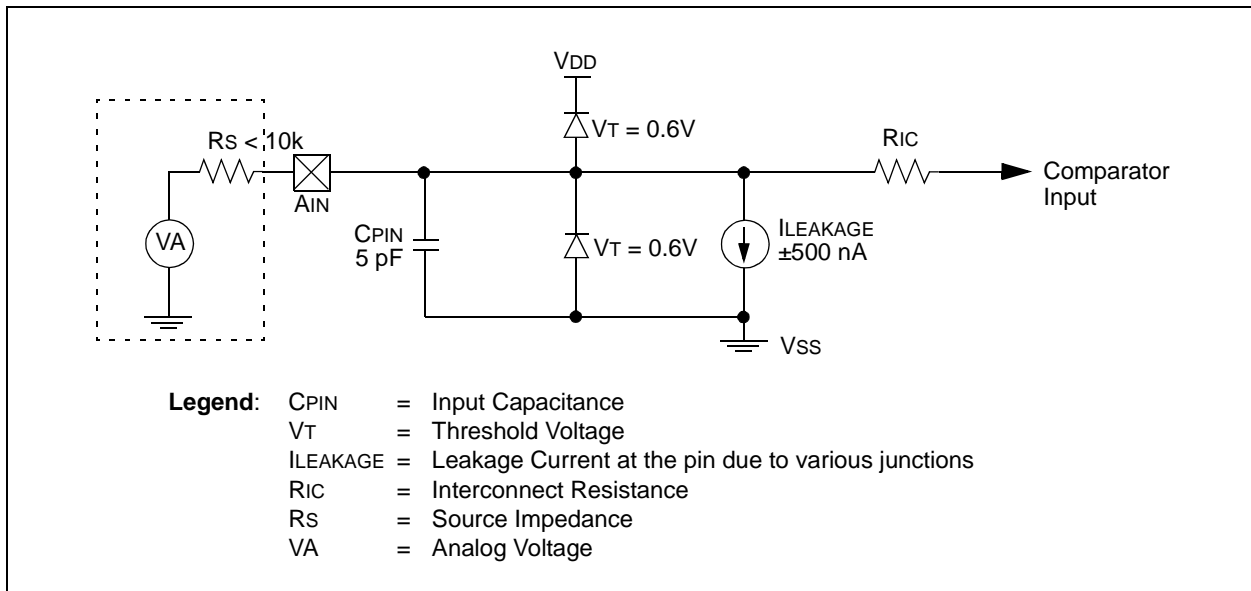 VDD
VT = 0.6V
RS < 10k
RIC
AIN
Comparator
Input
VA
CPIN
5 pF
VT = 0.6V
ILEAKAGE
±500 nA
VSS
Legend: CPIN = Input Capacitance
VT = Threshold Voltage
ILEAKAGE = Leakage Current at the pin due to various junctions
RIC = Interconnect Resistance
RS = Source Impedance
VA = Analog Voltage